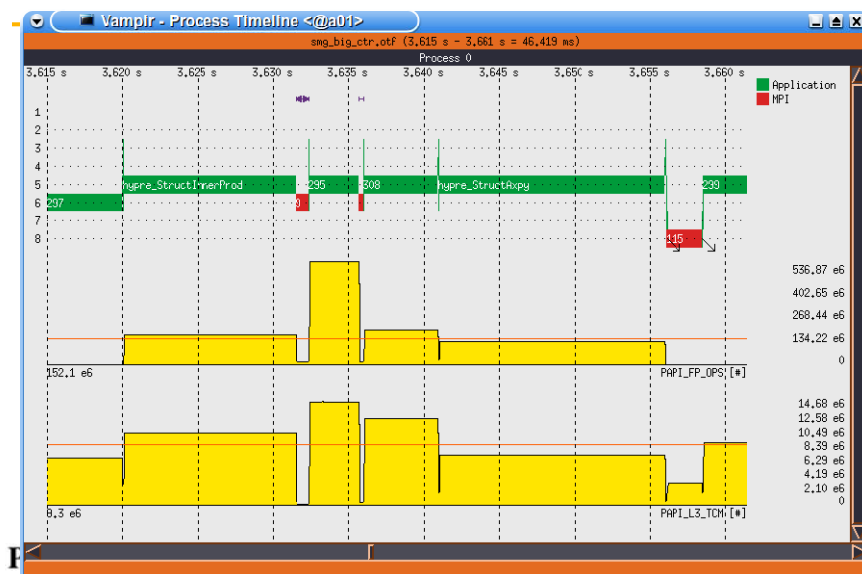 Vampir - Process Timeline <@a01>
smg_big_ctr.otf (3.615 s - 3.661 s = 46.419 ms)
Process 0
3.615 s 3.620 s 3.625 s 3.630 s 3.635 s 3.640 s 3.645 s 3.650 s 3.655 s 3.660 s
Application
MPI
1
2
3
4
5 hypre_StructInnerProd 295 308 hypre_StructAxpy 299
6 297
7
8 115
536.87 e6
402.65 e6
268.44 e6
134.22 e6
0
152.1 e6 PAPI_FP_OPS [#]
14.68 e6
12.58 e6
10.49 e6
8.39 e6
6.29 e6
4.19 e6
2.10 e6
0
8.3 e6 PAPI_L3_TCM [#]